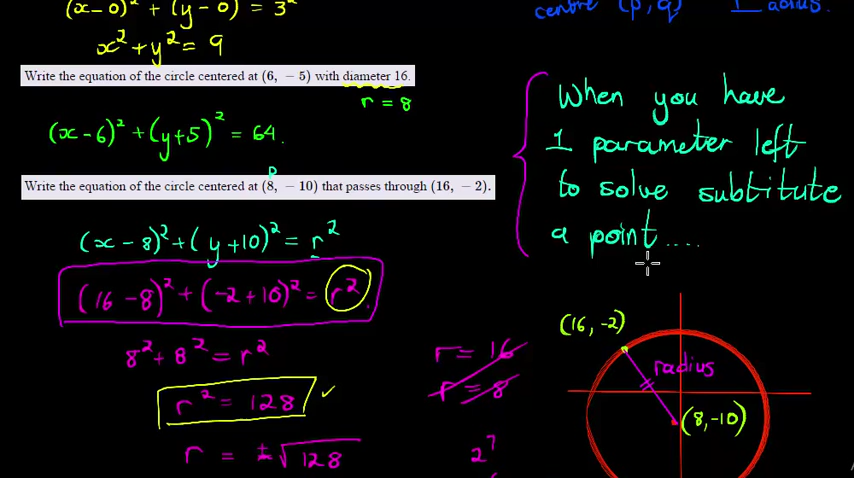 (x-0)² + (y-0) = 3²
x² + y² = 9
Write the equation of the circle centered at (6, −5) with diameter 16.
r = 8
(x-6)² + (y+5)² = 64.
Write the equation of the circle centered at (8, −10) that passes through (16, −2).
(x-8)² + (y+10)² = r²
(16-8)² + (-2+10)² = r²
8² + 8² = r²
r² = 128 ✓
r = ±√128
r = 16
r = 8
2⁷
centre (p, q) 1 radius.
When you have
1 parameter left
to solve subtitute
a point....
(16, -2)
radius
(8,-10)